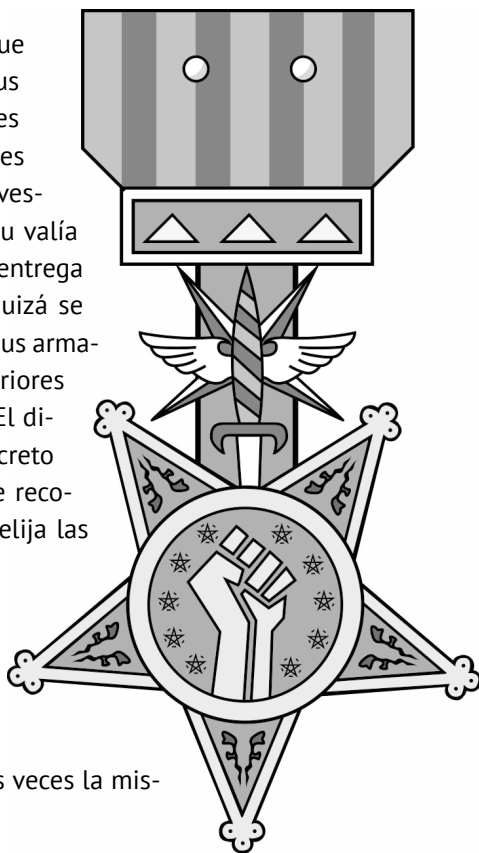 que
us
es
es
ves-
u valía
entrega
uizá se
us arma-
riores
El di-
creto
e reco-
elija las
s veces la mis-